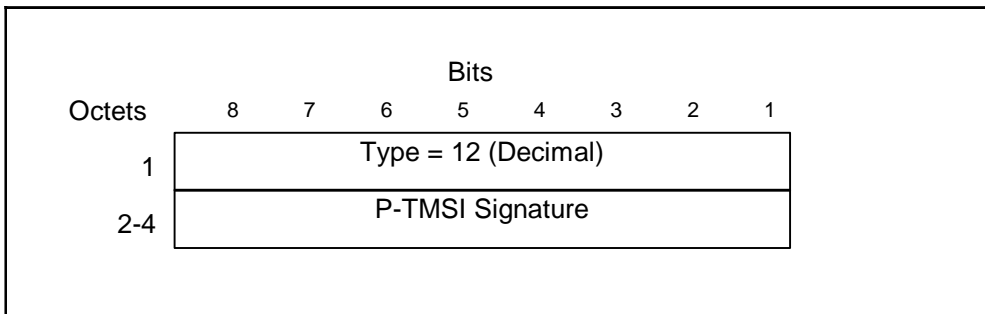 Bits
Octets 8 7 6 5 4 3 2 1
1 Type = 12 (Decimal)
2-4 P-TMSI Signature